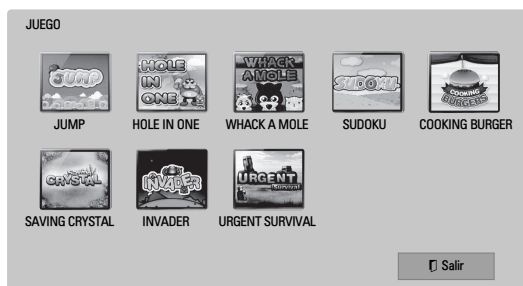 JUEGO
JUMP
HOLE
IN
ONE
WHACK
A MOLE
SUDOKU
COOKING
BURGERS
JUMP HOLE IN ONE WHACK A MOLE SUDOKU COOKING BURGER
CRYSTAL
INVADER
URGENT
Survival
SAVING CRYSTAL INVADER URGENT SURVIVAL
Salir